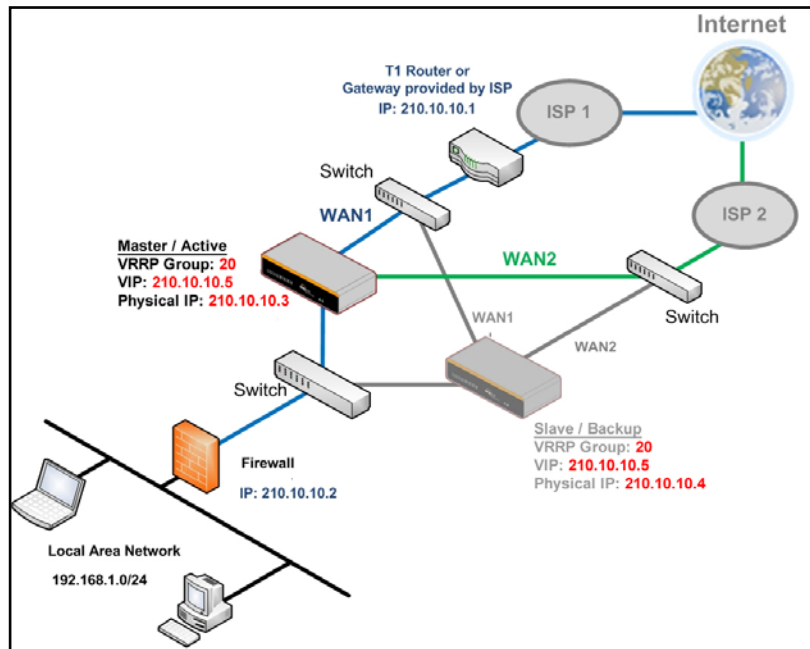 Internet
T1 Router or
Gateway provided by ISP
IP: 210.10.10.1
ISP 1
Switch
WAN1
ISP 2
Master / Active
VRRP Group: 20
VIP: 210.10.10.5
Physical IP: 210.10.10.3
WAN2
Switch
WAN1
WAN2
Switch
Slave / Backup
VRRP Group: 20
VIP: 210.10.10.5
Physical IP: 210.10.10.4
Firewall
IP: 210.10.10.2
Local Area Network
192.168.1.0/24